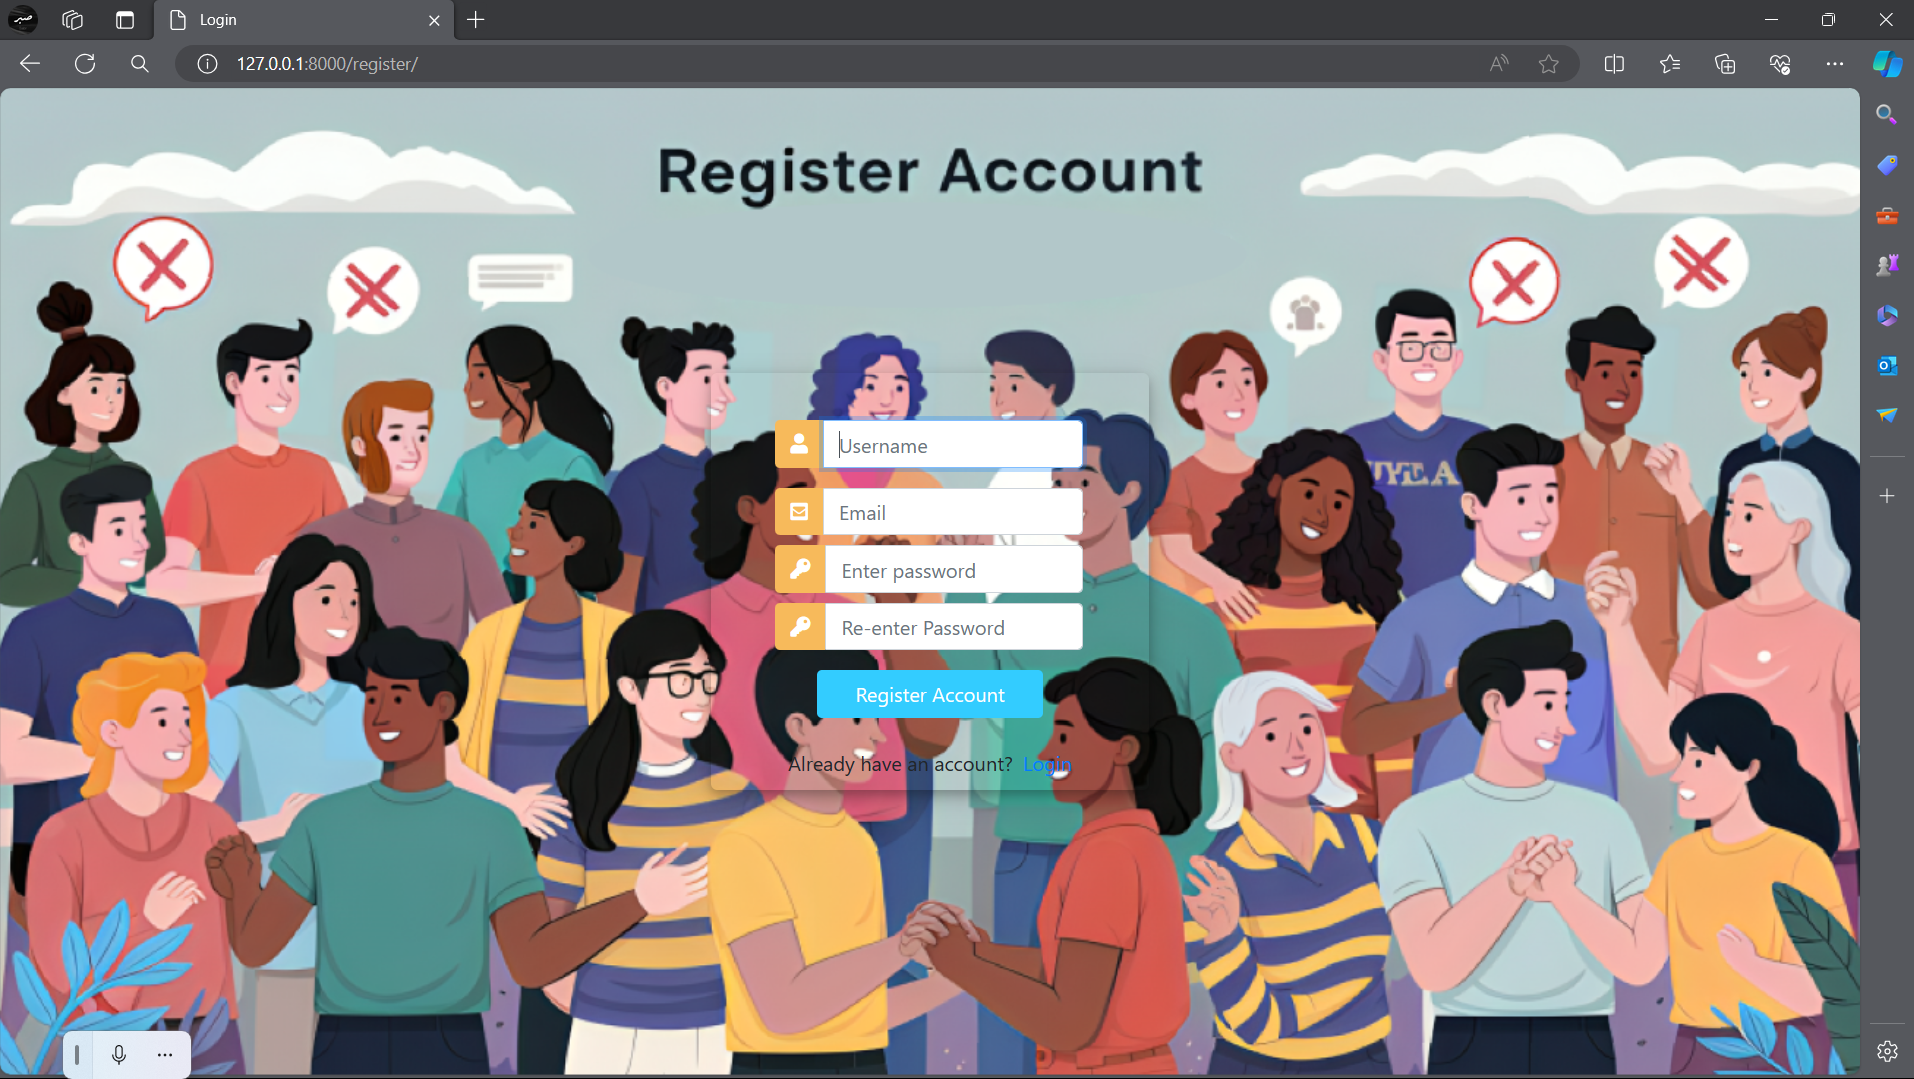 Login
127.0.0.1:8000/register/
Register Account
Username
Email
Enter password
Re-enter Password
Register Account
Already have an account? Login